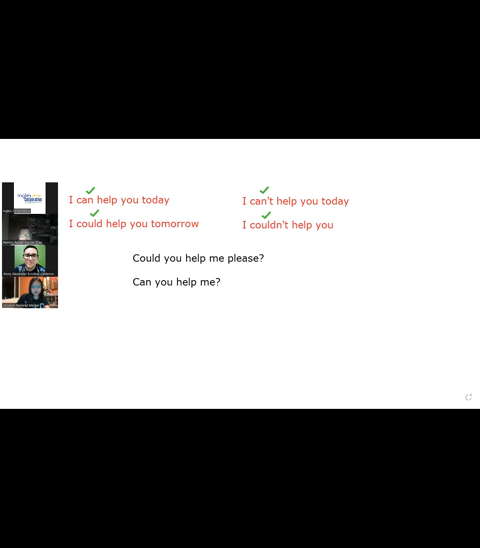 I can help you today
I can't help you today
I could help you tomorrow
I couldn't help you
Could you help me please?
Can you help me?